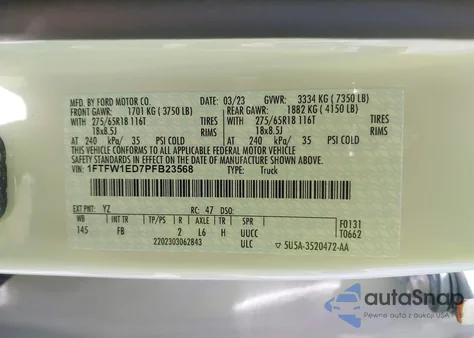 MFD. BY FORD MOTOR CO. 03/23 GVWR: 3334 KG ( 7350 LB)
FRONT GAWR: 1701 KG ( 3750 LB) REAR GAWR: 1882 KG ( 4150 LB)
WITH WITH
275/65R18 116T TIRES 275/65R18 116T TIRES
18x8.5J RIMS 18x8.5J RIMS
AT 240 kPa/ 35 PSI COLD AT 240 kPa/ 35 PSI COLD
THIS VEHICLE CONFORMS TO ALL APPLICABLE FEDERAL MOTOR VEHICLE
SAFETY STANDARDS IN EFFECT ON THE DATE OF MANUFACTURE SHOWN ABOVE.
VIN: 1FTFW1ED7PFB23568 TYPE: Truck
EXT PNT: YZ RC: 47 DSO:
WB INT TR TP/PS R AXLE TR SPR F0131
145 FB 2 L6 H UUCC T0662
2202303062843 ULC 5U5A-3520472-AA
autoSnap
Pewne auto z USA i